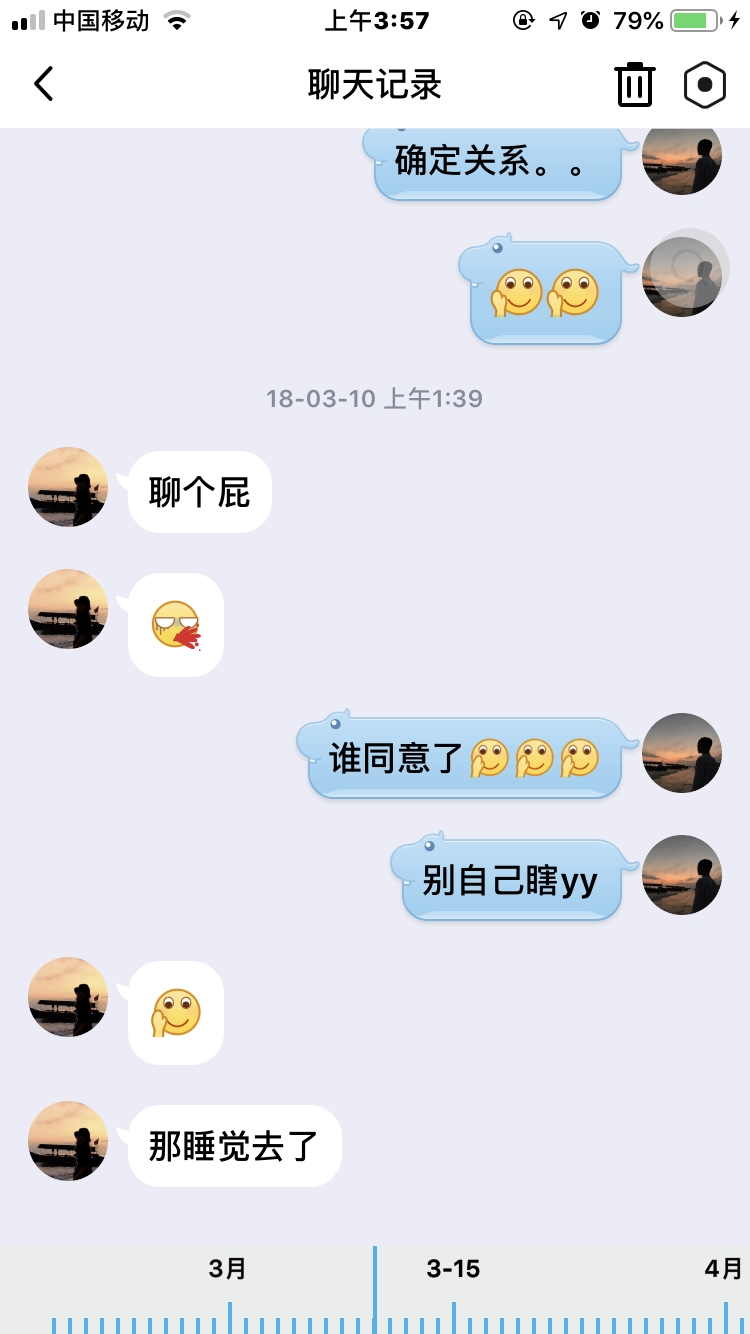 中国移动
上午3:57
79%
聊天记录
确定关系。。
18-03-10 上午1:39
聊个屁
谁同意了
别自己瞎yy
那睡觉去了
3月
3-15
4月